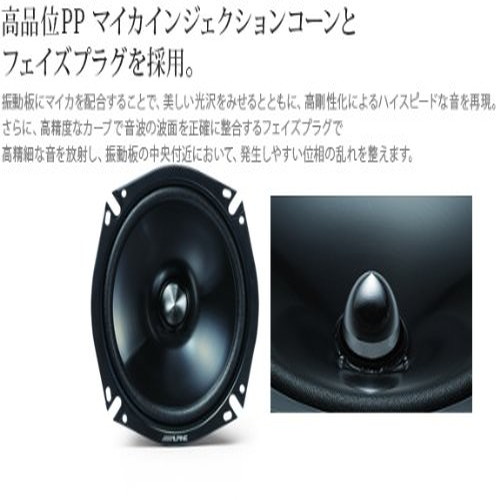 高品位PP マイカインジェクションコーンと
フェイズプラグを採用。
振動板にマイカを配合することで、美しい光沢をみせるとともに、高剛性化によるハイスピードな音を再現。
さらに、高精度なカーブで音波の波面を正確に整合するフェイズプラグで
高精細な音を放射し、振動板の中央付近において、発生しやすい位相の乱れを整えます。
ALPINE